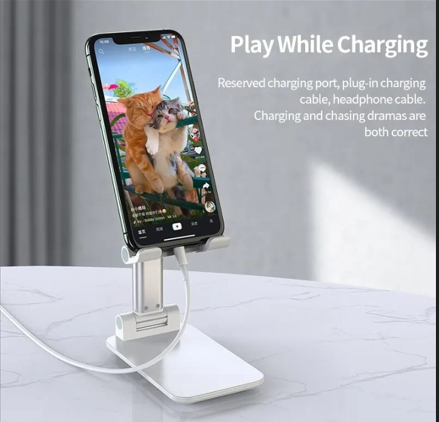 Play While Charging
Reserved charging port, plug-in charging
cable, headphone cable.
Charging and chasing dramas are
both correct